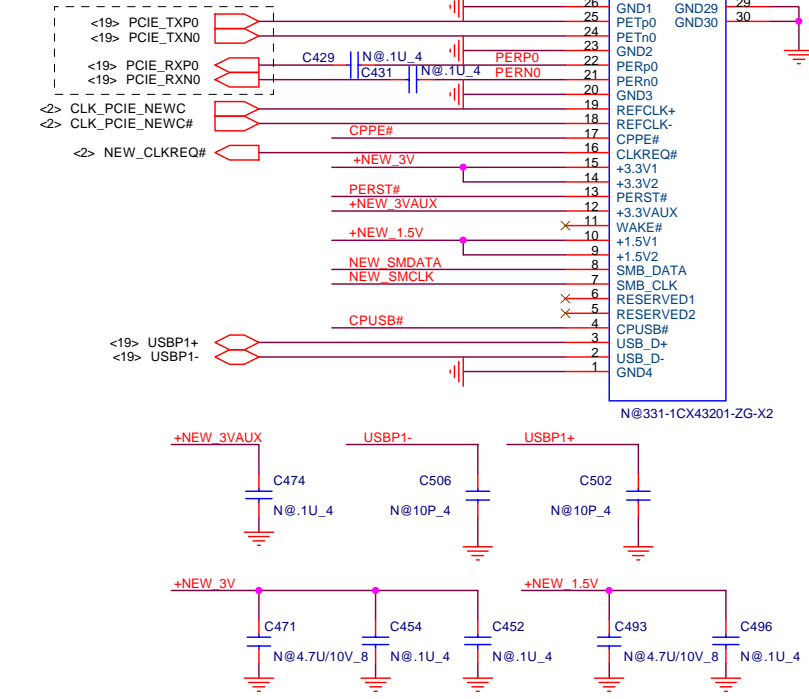 26 GND1 GND29 29
<19> PCIE_TXP0 25 PETp0 GND30 30
<19> PCIE_TXN0 24 PETn0
23 GND2
<19> PCIE_RXP0 C429 N@.1U_4 PERP0 22 PERp0
<19> PCIE_RXN0 C431 N@.1U_4 PERN0 21 PERn0
20 GND3
<2> CLK_PCIE_NEWC 19 REFCLK+
<2> CLK_PCIE_NEWC# 18 REFCLK-
CPPE# 17 CPPE#
<2> NEW_CLKREQ# 16 CLKREQ#
+NEW_3V 15 +3.3V1
14 +3.3V2
PERST# 13 PERST#
+NEW_3VAUX 12 +3.3VAUX
11 WAKE#
+NEW_1.5V 10 +1.5V1
9 +1.5V2
NEW_SMDATA 8 SMB_DATA
NEW_SMCLK 7 SMB_CLK
6 RESERVED1
5 RESERVED2
CPUSB# 4 CPUSB#
<19> USBP1+ 3 USB_D+
<19> USBP1- 2 USB_D-
1 GND4
N@331-1CX43201-ZG-X2
+NEW_3VAUX USBP1- USBP1+
C474 C506 C502
N@.1U_4 N@10P_4 N@10P_4
+NEW_3V +NEW_1.5V
C471 C454 C452 C493 C496
N@4.7U/10V_8 N@.1U_4 N@.1U_4 N@4.7U/10V_8 N@.1U_4